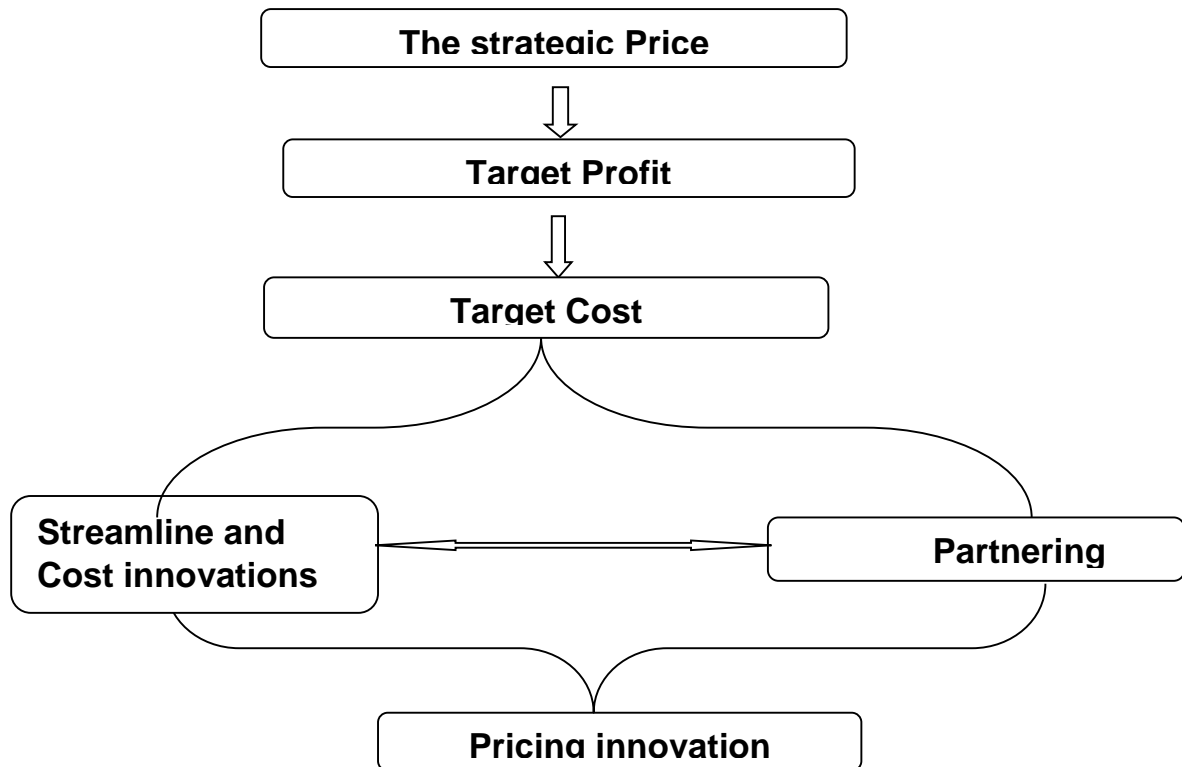 The strategic Price
Target Profit
Target Cost
Streamline and
Cost innovations
Partnering
Pricing innovation